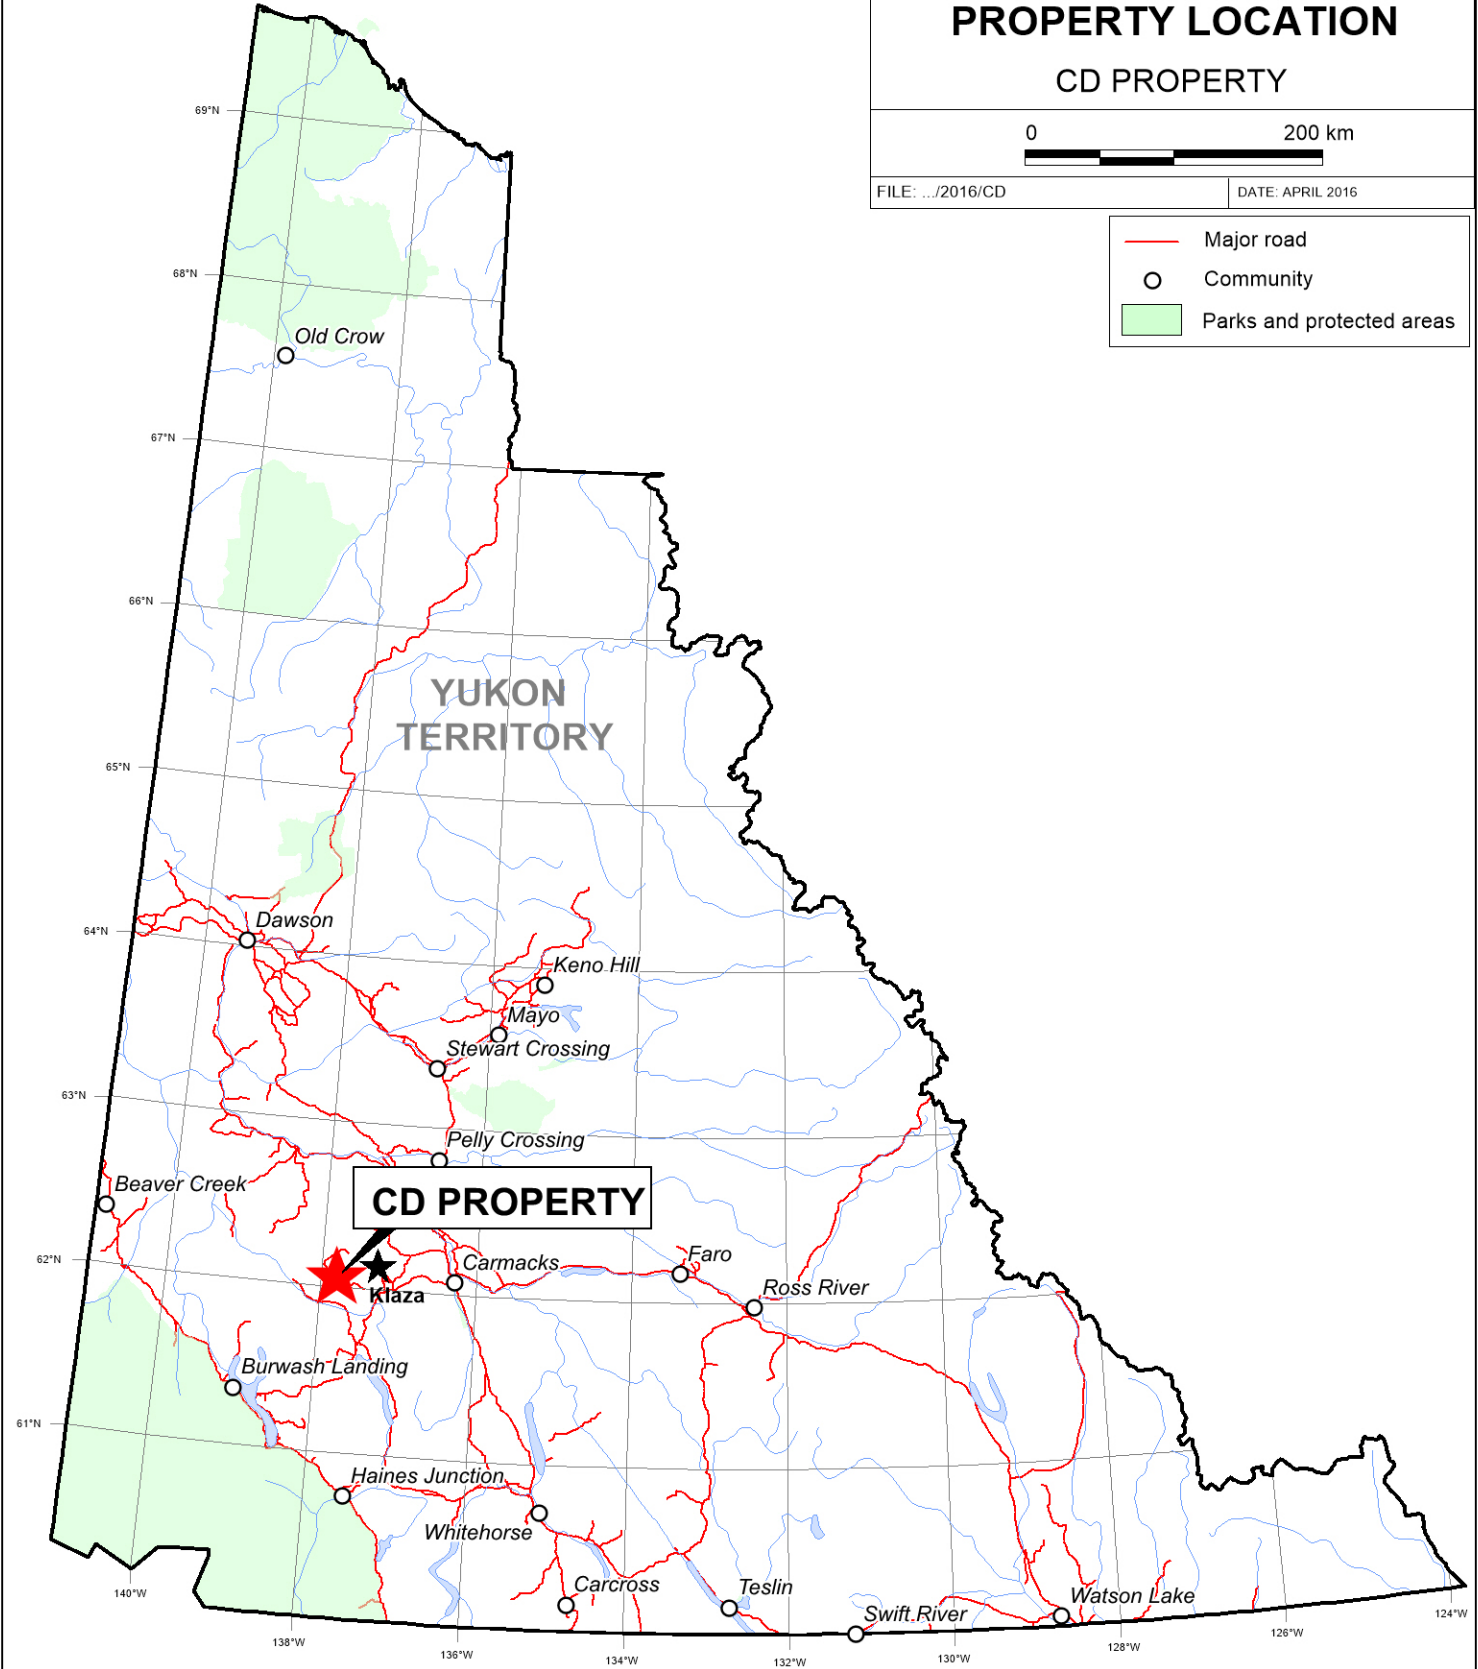 PROPERTY LOCATION
CD PROPERTY
0
200 km
FILE: .../2016/CD
DATE: APRIL 2016
Major road
Community
Parks and protected areas
69°N
68°N
Old Crow
67°N
66°N
YUKON
TERRITORY
65°N
Dawson
64°N
Keno Hill
Mayo
Stewart Crossing
63°N
Pelly Crossing
Beaver Creek
CD PROPERTY
62°N
Carmacks
Faro
Klaza
Ross River
Burwash Landing
61°N
Haines Junction
Whitehorse
Carcross
Teslin
Watson Lake
Swift River
140°W
138°W
136°W
134°W
132°W
130°W
128°W
126°W
124°W